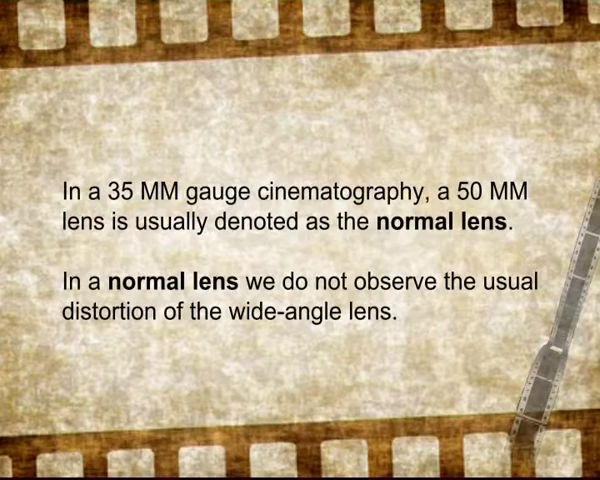 In a 35 MM gauge cinematography, a 50 MM
lens is usually denoted as the normal lens.
In a normal lens we do not observe the usual
distortion of the wide-angle lens.